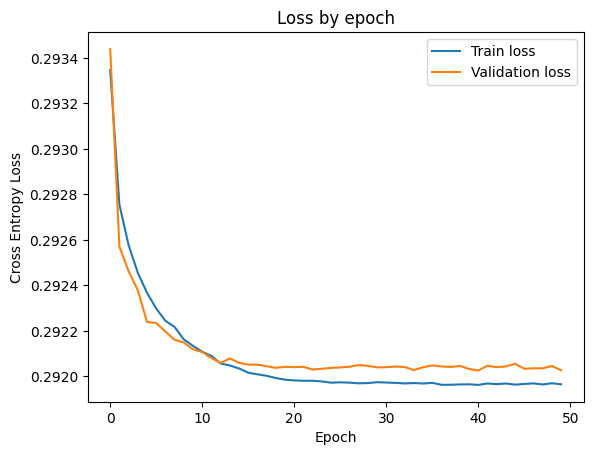 Loss by epoch
Train loss
Validation loss
Cross Entropy Loss
0.2934
0.2932
0.2930
0.2928
0.2926
0.2924
0.2922
0.2920
0
10
20
30
40
50
Epoch